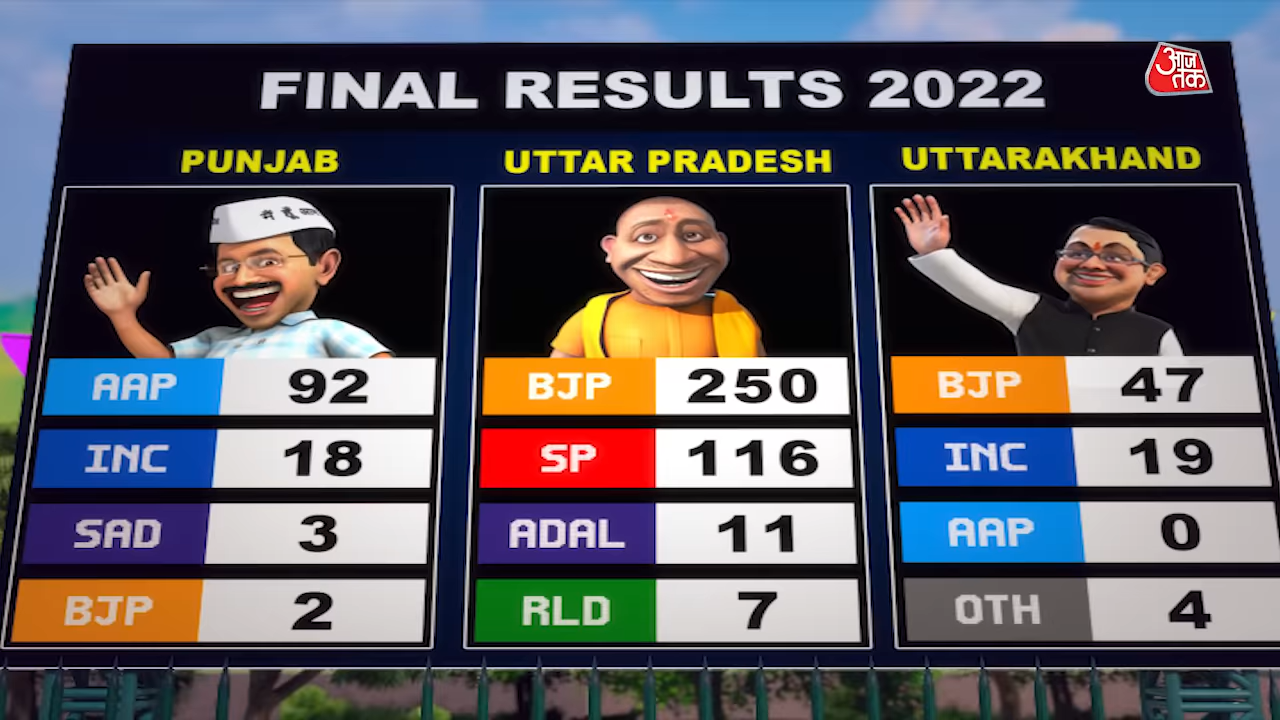 FINAL RESULTS 2022
आज तक
PUNJAB
AAP 92
INC 18
SAD 3
BJP 2
UTTAR PRADESH
BJP 250
SP 116
ADAL 11
RLD 7
UTTARAKHAND
BJP 47
INC 19
AAP 0
OTH 4